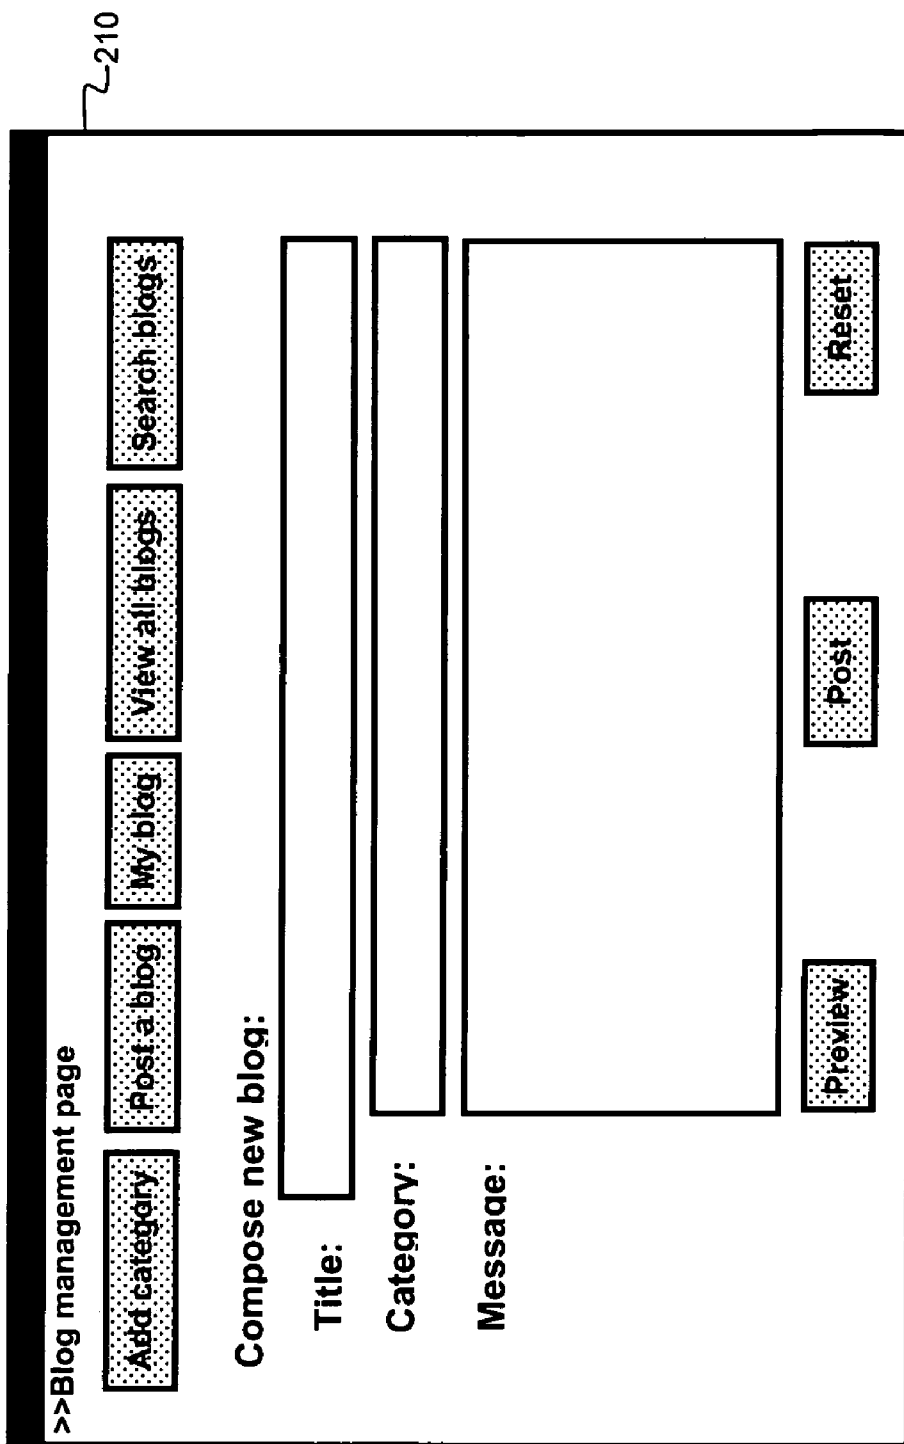 210
>>Blog management page
Add category Post a blog My blog View all blogs Search blogs
Compose new blog:
Title:
Category:
Message:
Preview Post Reset